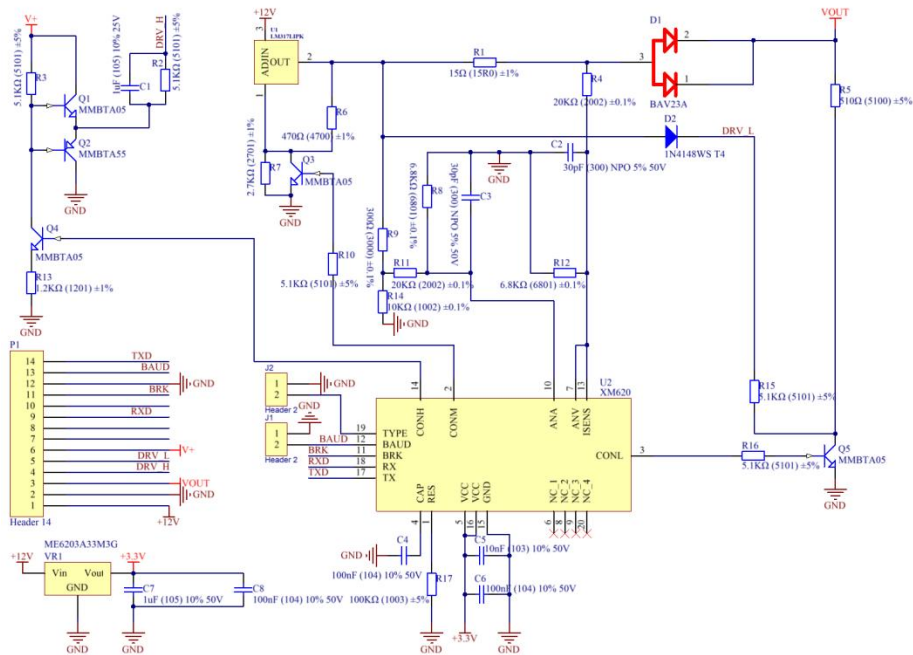 V+
R3
5.1KΩ (5101) ±5%
Q1
MMBTA05
Q2
MMBTA55
GND
DRV_H
C1
1uF (105) 10% 25V
R2
5.1KΩ (5101) ±5%
Q4
MMBTA05
R13
1.2KΩ (1201) ±1%
GND
+12V
3
U1
LM317LIPK
ADJIN
OUT
2
1
R6
470Ω (4700) ±1%
R7
2.7KΩ (2701) ±1%
Q3
MMBTA05
GND
R10
5.1KΩ (5101) ±5%
R1
15Ω (15R0) ±1%
R4
20KΩ (2002) ±0.1%
D1
3
2
1
BAV23A
VOUT
R5
510Ω (5100) ±5%
D2
1N4148WS T4
DRV_L
GND
C2
30pF (300) NPO 5% 50V
R8
6.8KΩ (6801) ±0.1%
C3
30pF (300) NPO 5% 50V
R9
300Ω (3000) ±0.1%
R11
20KΩ (2002) ±0.1%
R12
6.8KΩ (6801) ±0.1%
R14
10KΩ (1002) ±0.1%
GND
P1
14
13
12
11
10
9
8
7
6
5
4
3
2
1
TXD
BAUD
GND
BRK
RXD
V+
DRV_L
DRV_H
VOUT
GND
+12V
Header 14
J2
1
2
Header 2
GND
J1
1
2
Header 2
GND
BAUD
BRK
RXD
TXD
19
12
11
18
17
TYPE
BAUD
BRK
RX
TX
14
CONH
2
CONM
10
ANA
7
ANV
13
ISENS
U2
XM620
CONL
3
CAP
RES
VCC
VCC
GND
NC_1
NC_2
NC_3
NC_4
4
1
5
16
15
6
8
9
20
R15
5.1KΩ (5101) ±5%
R16
5.1KΩ (5101) ±5%
Q5
MMBTA05
GND
GND
C4
100nF (104) 10% 50V
R17
100KΩ (1003) ±5%
GND
C5
10nF (103) 10% 50V
C6
100nF (104) 10% 50V
+3.3V
GND
ME6203A33M3G
VR1
+12V
Vin
Vout
GND
+3.3V
C7
1uF (105) 10% 50V
C8
100nF (104) 10% 50V
GND
GND